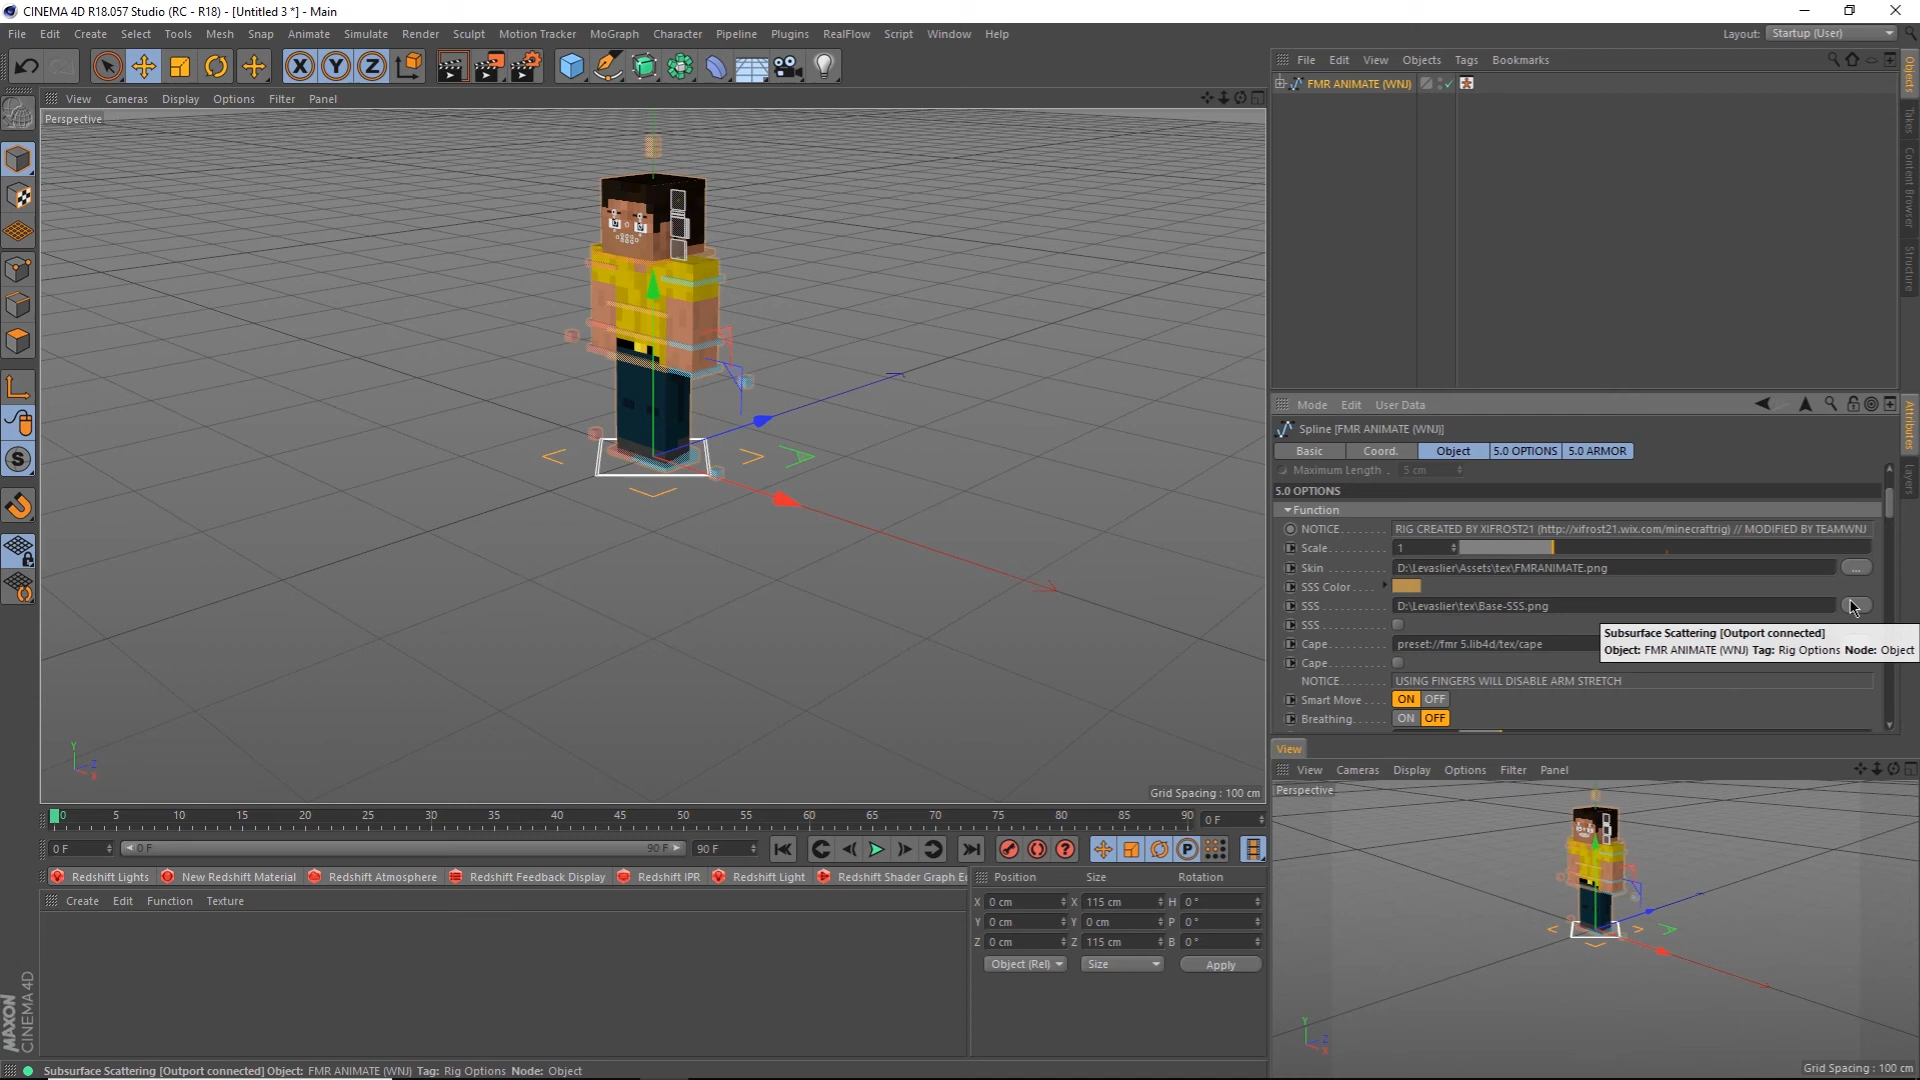 CINEMA 4D R18.057 Studio (RC - R18) - [Untitled 3 *] - Main
File Edit Create Select Tools Mesh Snap Animate Simulate Render Sculpt Motion Tracker MoGraph Character Pipeline Plugins RealFlow Script Window Help
Layout: Startup (User)
X Y Z
File Edit View Objects Tags Bookmarks
FMR ANIMATE (WNJ)
Objects
Takes
Content Browser
Structure
View Cameras Display Options Filter Panel
Perspective
Grid Spacing : 100 cm
Y
Z
X
Mode Edit User Data
Spline [FMR ANIMATE (WNJ)]
Basic Coord. Object 5.0 OPTIONS 5.0 ARMOR
Maximum Length . 5 cm
5.0 OPTIONS
Function
NOTICE . . . . . . . RIG CREATED BY XIFROST21 (http://xifrost21.wix.com/minecraftrig) // MODIFIED BY TEAMWNJ
Scale . . . . . . . . . 1
Skin . . . . . . . . . . D:\Levaslier\Assets\tex\FMRANIMATE.png ...
SSS Color . . . .
SSS . . . . . . . . . . D:\Levaslier\tex\Base-SSS.png
SSS . . . . . . . . . .
Subsurface Scattering [Outport connected]
Cape . . . . . . . . . preset://fmr 5.lib4d/tex/cape
Object: FMR ANIMATE (WNJ) Tag: Rig Options Node: Object
Cape . . . . . . . . .
NOTICE . . . . . . . USING FINGERS WILL DISABLE ARM STRETCH
Smart Move . . . . ON OFF
Breathing . . . . . . ON OFF
Attributes
Layers
View
View Cameras Display Options Filter Panel
Perspective
Y
Z
X
Grid Spacing : 100 cm
0 5 10 15 20 25 30 35 40 45 50 55 60 65 70 75 80 85 90 0 F
0 F 0 F 90 F 90 F
P
Redshift Lights New Redshift Material Redshift Atmosphere Redshift Feedback Display Redshift IPR Redshift Light Redshift Shader Graph E
Create Edit Function Texture
Position Size Rotation
X 0 cm X 115 cm H 0 °
Y 0 cm Y 0 cm P 0 °
Z 0 cm Z 115 cm B 0 °
Object (Rel) Size Apply
MAXON
CINEMA 4D
Subsurface Scattering [Outport connected] Object: FMR ANIMATE (WNJ) Tag: Rig Options Node: Object